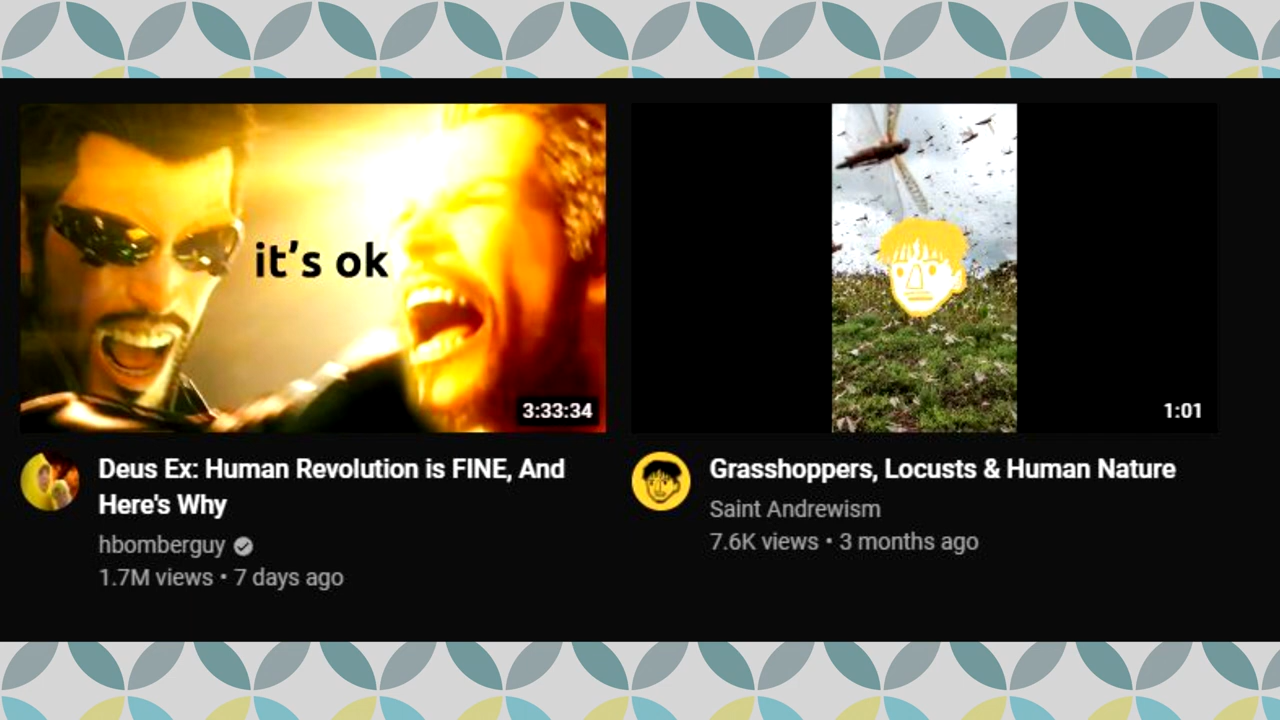 it's ok
3:33:34
Deus Ex: Human Revolution is FINE, And
Here's Why
hbomberguy
1.7M views • 7 days ago
1:01
Grasshoppers, Locusts & Human Nature
Saint Andrewism
7.6K views • 3 months ago